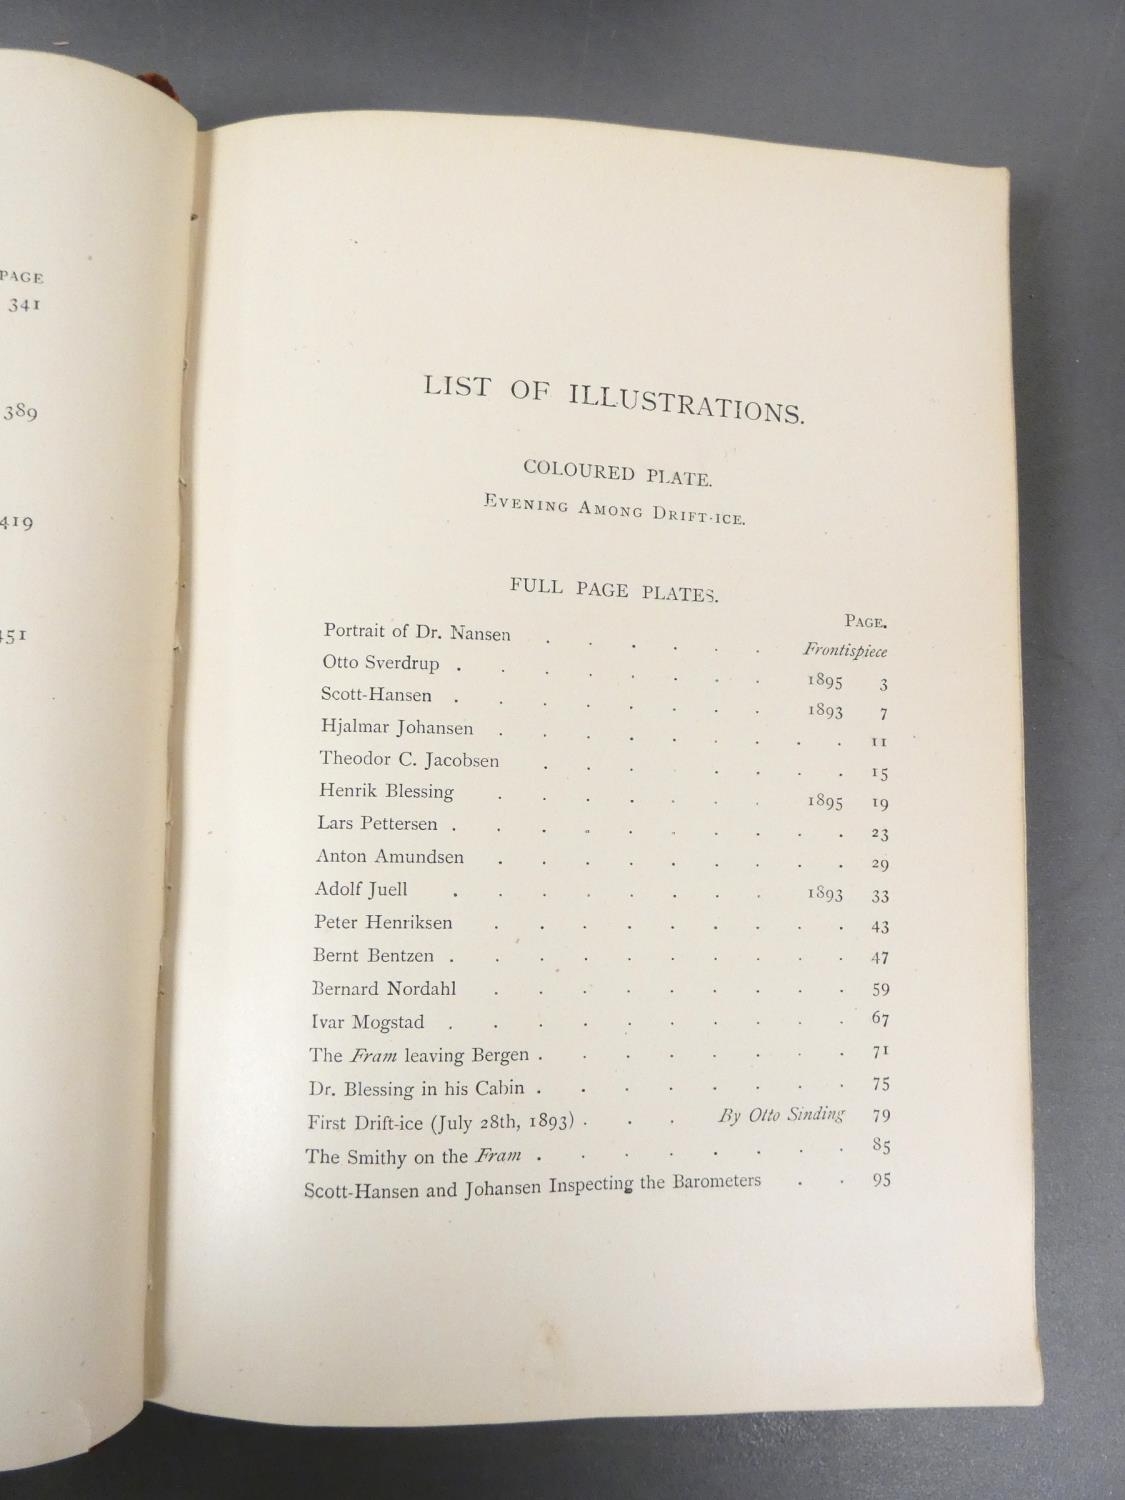 PAGE
341
389
419
451
LIST OF ILLUSTRATIONS.
COLOURED PLATE.
EVENING AMONG DRIFT-ICE.
FULL PAGE PLATES.
PAGE.
Portrait of Dr. Nansen . . . . . . Frontispiece
Otto Sverdrup . . . . . . . . 1895 3
Scott-Hansen . . . . . . . . 1893 7
Hjalmar Johansen . . . . . . . . . 11
Theodor C. Jacobsen . . . . . . . 15
Henrik Blessing . . . . . . . 1895 19
Lars Pettersen . . . . . . . . . . 23
Anton Amundsen . . . . . . . . . 29
Adolf Juell . . . . . . . . 1893 33
Peter Henriksen . . . . . . . . . 43
Bernt Bentzen . . . . . . . . . . 47
Bernard Nordahl . . . . . . . . . 59
Ivar Mogstad . . . . . . . . . . 67
The Fram leaving Bergen . . . . . . . . 71
Dr. Blessing in his Cabin . . . . . . . . 75
First Drift-ice (July 28th, 1893) . . . By Otto Sinding 79
The Smithy on the Fram . . . . . . . . 85
Scott-Hansen and Johansen Inspecting the Barometers . . 95